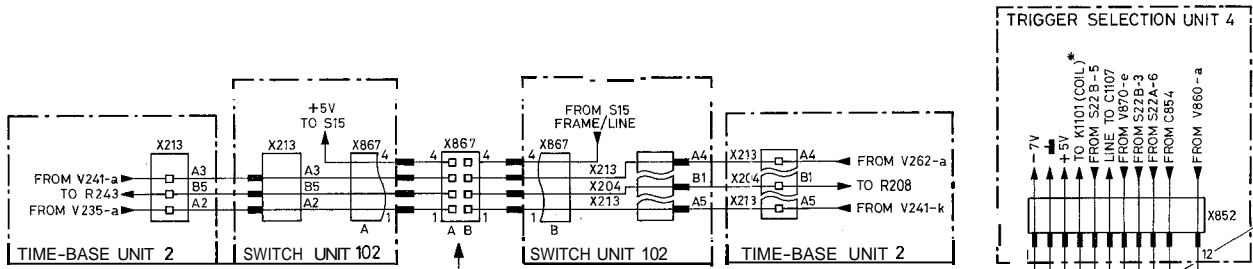 TRIGGER SELECTION UNIT 4
-7V
+5V
TO K1101 (COIL) *
FROM S22B-5
LINE TO C1107
FROM V870-e
FROM S22B-3
FROM S22A-6
FROM C854
FROM V860-a
X852
12
+5V
TO S15
FROM S15
FRAME/LINE
X213
X213
X867
X867
X867
4
4
4
4
X213
A4
X213
A4
FROM V262-a
FROM V241-a
A3
A3
TO R243
B5
B5
X204
B1
X204
B1
TO R208
FROM V235-a
A2
A2
1
1
1
1
X213
A5
X213
A5
FROM V241-k
A
A B
B
TIME-BASE UNIT 2
SWITCH UNIT 102
SWITCH UNIT 102
TIME-BASE UNIT 2